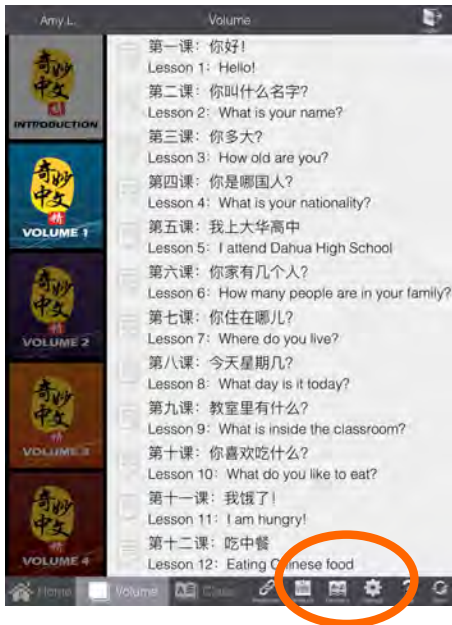 Amy L.
Volume
奇妙
中文
INTRODUCTION
奇妙
中文
精
VOLUME 1
奇妙
中文
精
VOLUME 2
奇妙
中文
VOLUME 3
奇妙
中文
VOLUME 4
第一课：你好！
Lesson 1：Hello!
第二课：你叫什么名字?
Lesson 2：What is your name?
第三课：你多大?
Lesson 3：How old are you?
第四课：你是哪国人?
Lesson 4：What is your nationality?
第五课：我上大华高中
Lesson 5：I attend Dahua High School
第六课：你家有几个人?
Lesson 6：How many people are in your family?
第七课：你住在哪儿?
Lesson 7：Where do you live?
第八课：今天星期几?
Lesson 8：What day is it today?
第九课：教室里有什么?
Lesson 9：What is inside the classroom?
第十课：你喜欢吃什么?
Lesson 10：What do you like to eat?
第十一课：我饿了！
Lesson 11：I am hungry!
第十二课：吃中餐
Lesson 12：Eating Chinese food
Home
Volume